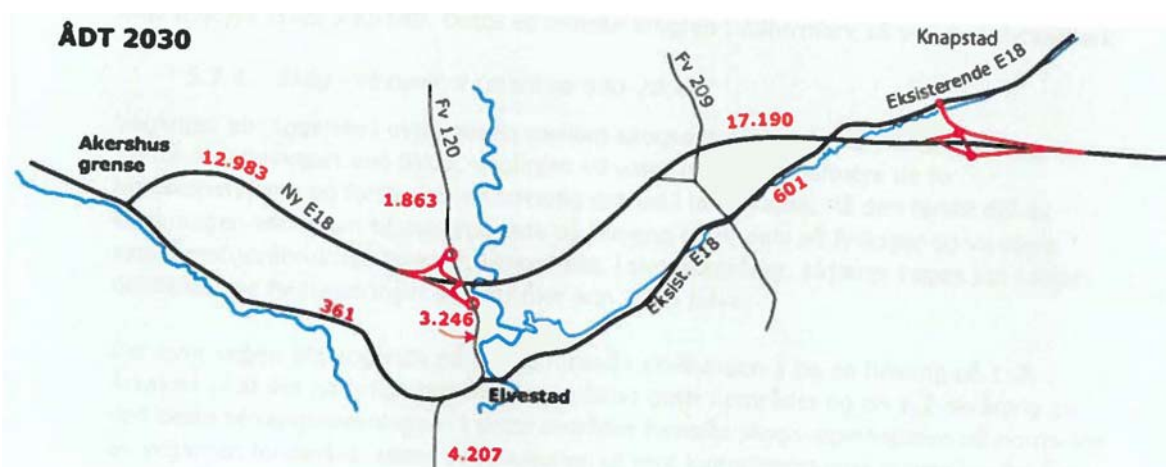 ÅDT 2030
Knapstad
Eksisterende E18
Fv 209
17.190
Fv 120
Akershus
grense
12.983
Ny E18
1.863
601
Eksist. E18
361
3.246
Elvestad
4.207